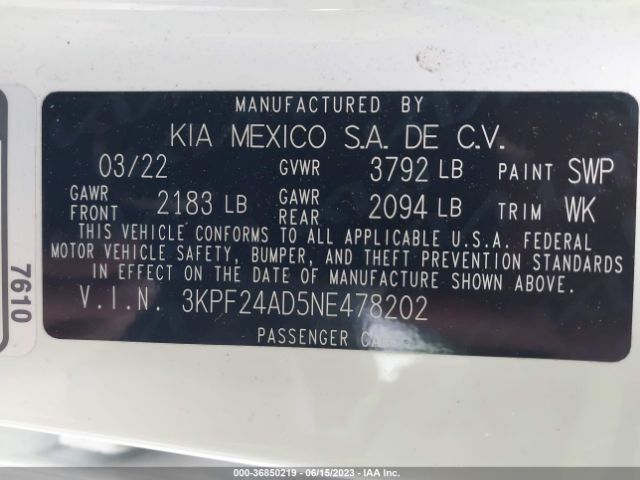 MANUFACTURED BY
KIA MEXICO S.A. DE C.V.
03/22 GVWR 3792 LB PAINT SWP
GAWR FRONT 2183 LB GAWR REAR 2094 LB TRIM WK
THIS VEHICLE CONFORMS TO ALL APPLICABLE U.S.A. FEDERAL
MOTOR VEHICLE SAFETY, BUMPER, AND THEFT PREVENTION STANDARDS
IN EFFECT ON THE DATE OF MANUFACTURE SHOWN ABOVE.
V.I.N. 3KPF24AD5NE478202
PASSENGER
7610
000-36850219 - 06/15/2023 - IAA Inc.